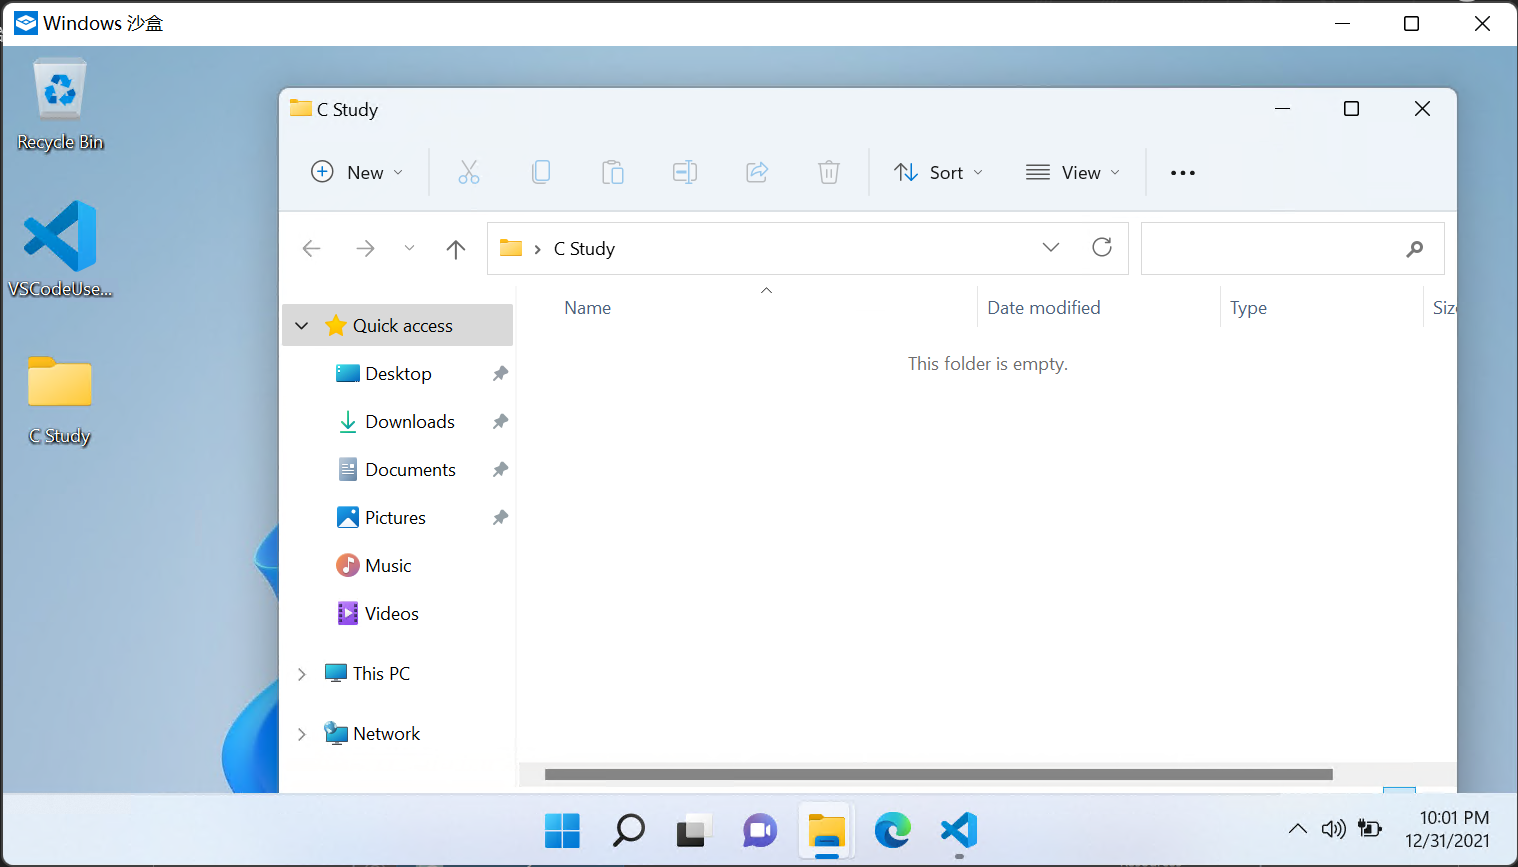 Windows 沙盒
Recycle Bin
VSCodeUse...
C Study
C Study
New
Sort
View
C Study
Name
Date modified
Type
This folder is empty.
Quick access
Desktop
Downloads
Documents
Pictures
Music
Videos
This PC
Network
10:01 PM
12/31/2021